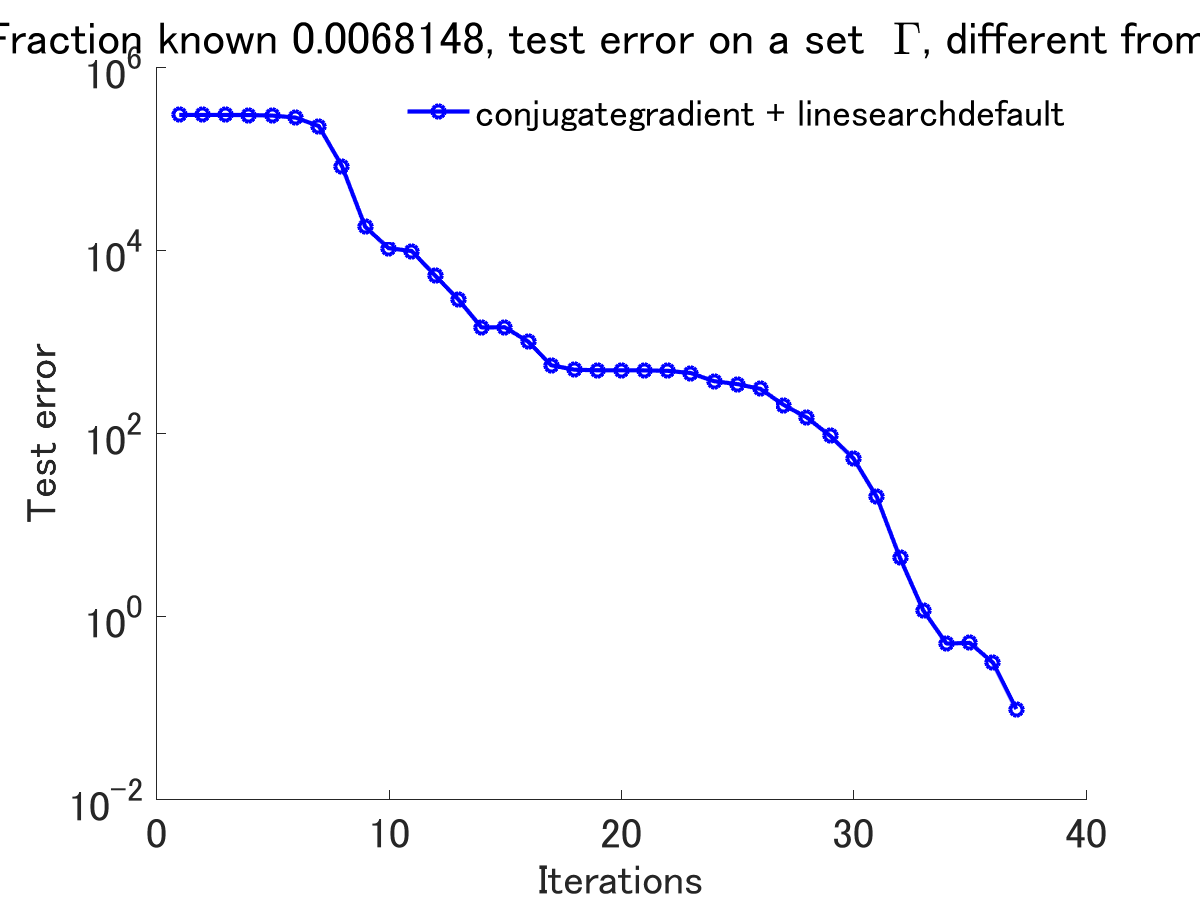 Fraction known 0.0068148, test error on a set Γ, different from
conjugategradient + linesearchdefault
10^6
10^4
10^2
10^0
10^-2
Test error
0 10 20 30 40
Iterations